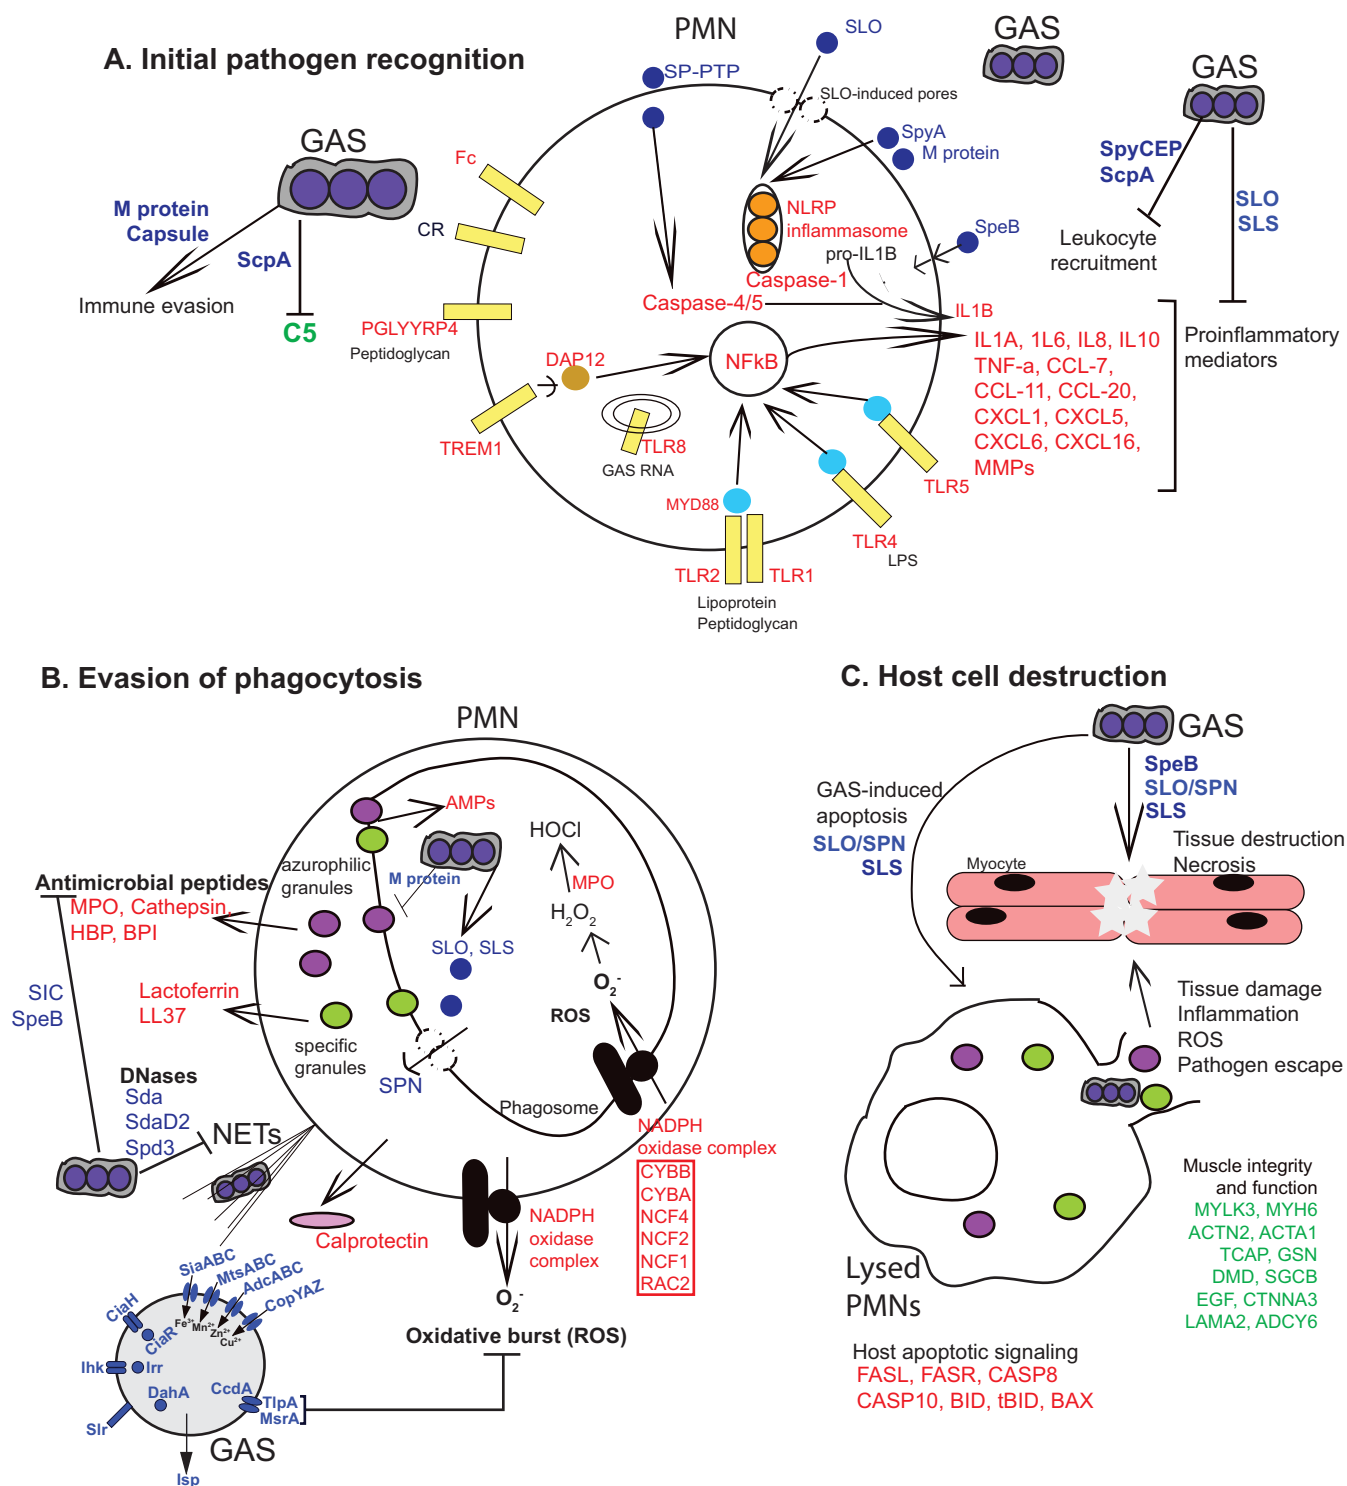 A. Initial pathogen recognition
PMN
SLO
GAS
SP-PTP
SLO-induced pores
GAS
GAS
Fc
SpyA
M protein
SpyCEP
ScpA
M protein
Capsule
CR
NLRP
inflammasome
SLO
SLS
ScpA
SpeB
Leukocyte
recruitment
pro-IL1B
Caspase-1
Immune evasion
C5
Caspase-4/5
IL1B
PGLYYRP4
Peptidoglycan
DAP12
NFkB
IL1A, 1L6, IL8, IL10
TNF-a, CCL-7,
CCL-11, CCL-20,
CXCL1, CXCL5,
CXCL6, CXCL16,
MMPs
Proinflammatory
mediators
TREM1
TLR8
GAS RNA
MYD88
TLR5
TLR4
LPS
TLR2
TLR1
Lipoprotein
Peptidoglycan
B. Evasion of phagocytosis
PMN
AMPs
HOCl
azurophilic
granules
M protein
MPO
Antimicrobial peptides
MPO, Cathepsin,
HBP, BPI
H2O2
SLO, SLS
SIC
SpeB
Lactoferrin
LL37
O2-
ROS
specific
granules
SPN
DNases
Sda
SdaD2
Spd3
NETs
Phagosome
NADPH
oxidase complex
CYBB
CYBA
NCF4
NCF2
NCF1
RAC2
Calprotectin
NADPH
oxidase
complex
O2-
Oxidative burst (ROS)
SiaABC
MtsABC
AdcABC
CopYAZ
CiaH
CiaR
Fe3+
Mn2+
Zn2+
Cu2+
Ihk
Irr
DahA
CcdA
TlpA
MsrA
Slr
GAS
Isp
C. Host cell destruction
GAS
SpeB
SLO/SPN
SLS
GAS-induced
apoptosis
SLO/SPN
SLS
Tissue destruction
Necrosis
Myocyte
Tissue damage
Inflammation
ROS
Pathogen escape
Muscle integrity
and function
MYLK3, MYH6
ACTN2, ACTA1
TCAP, GSN
DMD, SGCB
EGF, CTNNA3
LAMA2, ADCY6
Lysed
PMNs
Host apoptotic signaling
FASL, FASR, CASP8
CASP10, BID, tBID, BAX